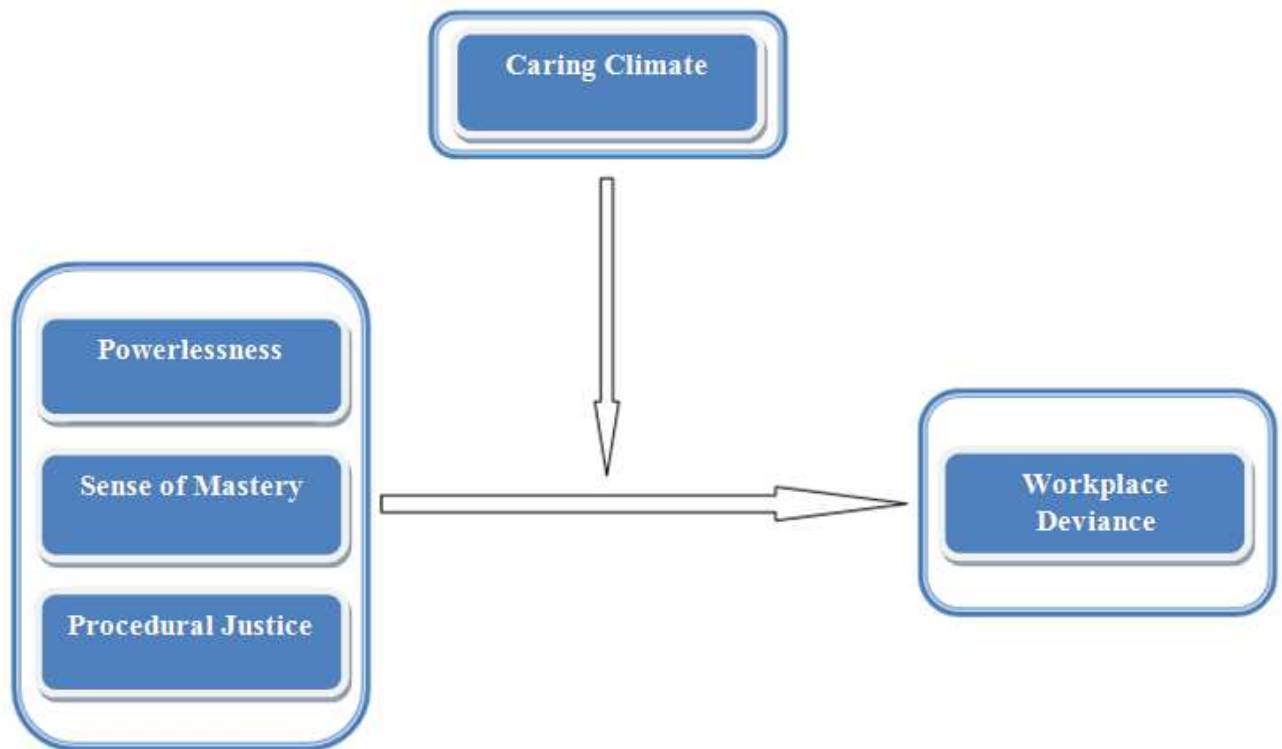 Caring Climate
Powerlessness
Sense of Mastery
Procedural Justice
Workplace
Deviance